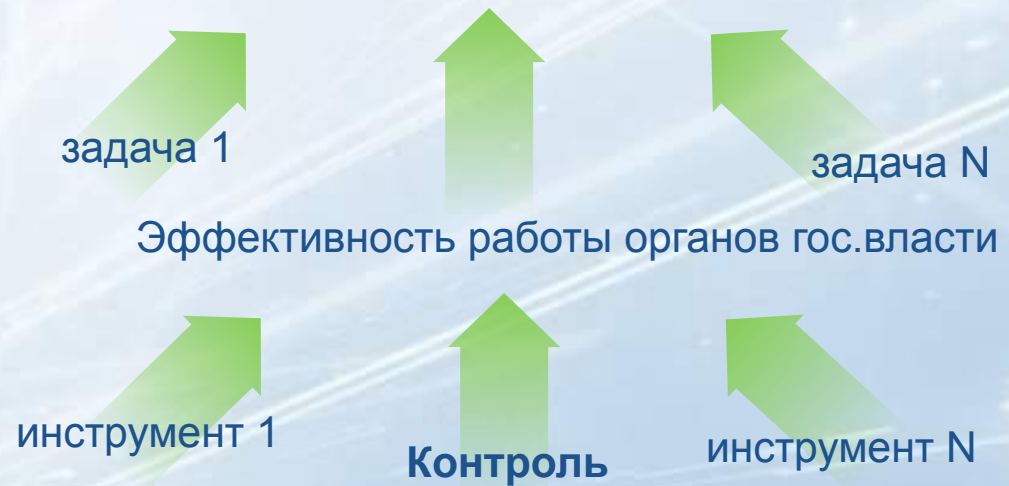 задача 1
задача N
Эффективность работы органов гос.власти
инструмент 1
Контроль
инструмент N